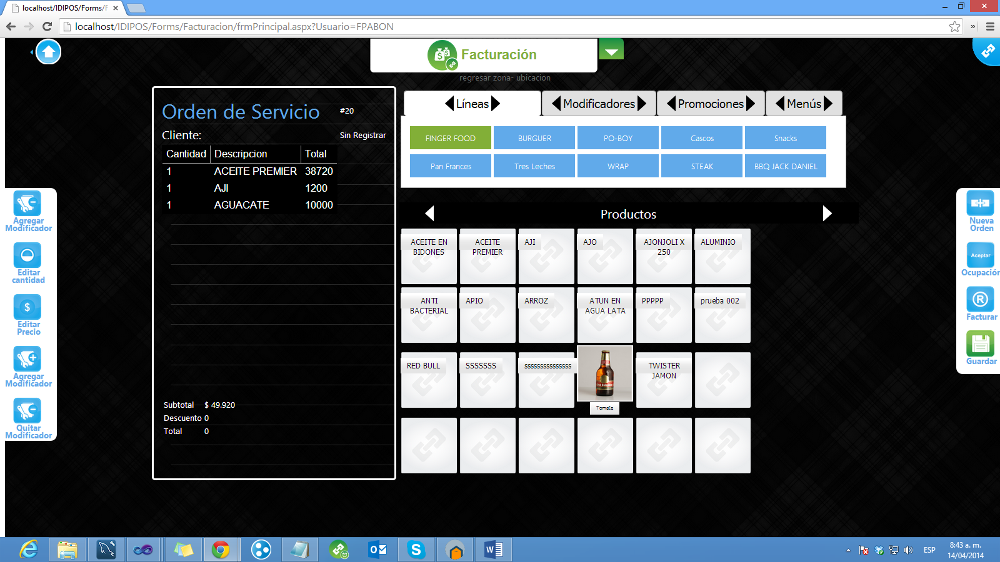 localhost/IDIPOS/Forms/F
localhost/IDIPOS/Forms/Facturacion/frmPrincipal.aspx?Usuario=FPABON
Facturación
regresar zona- ubicacion
Orden de Servicio #20
Cliente: Sin Registrar
Cantidad Descripcion Total
1 ACEITE PREMIER 38720
1 AJI 1200
1 AGUACATE 10000
Subtotal $ 49.920
Descuento 0
Total 0
Agregar
Modificador
Editar
cantidad
$
Editar
Precio
Agregar
Modificador
Quitar
Modificador
Líneas Modificadores Promociones Menús
FINGER FOOD BURGUER PO-BOY Cascos Snacks
Pan Frances Tres Leches WRAP STEAK BBQ JACK DANIEL
Productos
ACEITE EN
BIDONES
ACEITE
PREMIER
AJI
AJO
AJONJOLI X
250
ALUMINIO
ANTI
BACTERIAL
APIO
ARROZ
ATUN EN
AGUA LATA
PPPPP
prueba 002
RED BULL
SSSSSSS
sssssssssssssss
Tomate
TWISTER
JAMON
Nueva
Orden
Aceptar
Ocupación
R
Facturar
Guardar
ESP
8:43 a. m.
14/04/2014